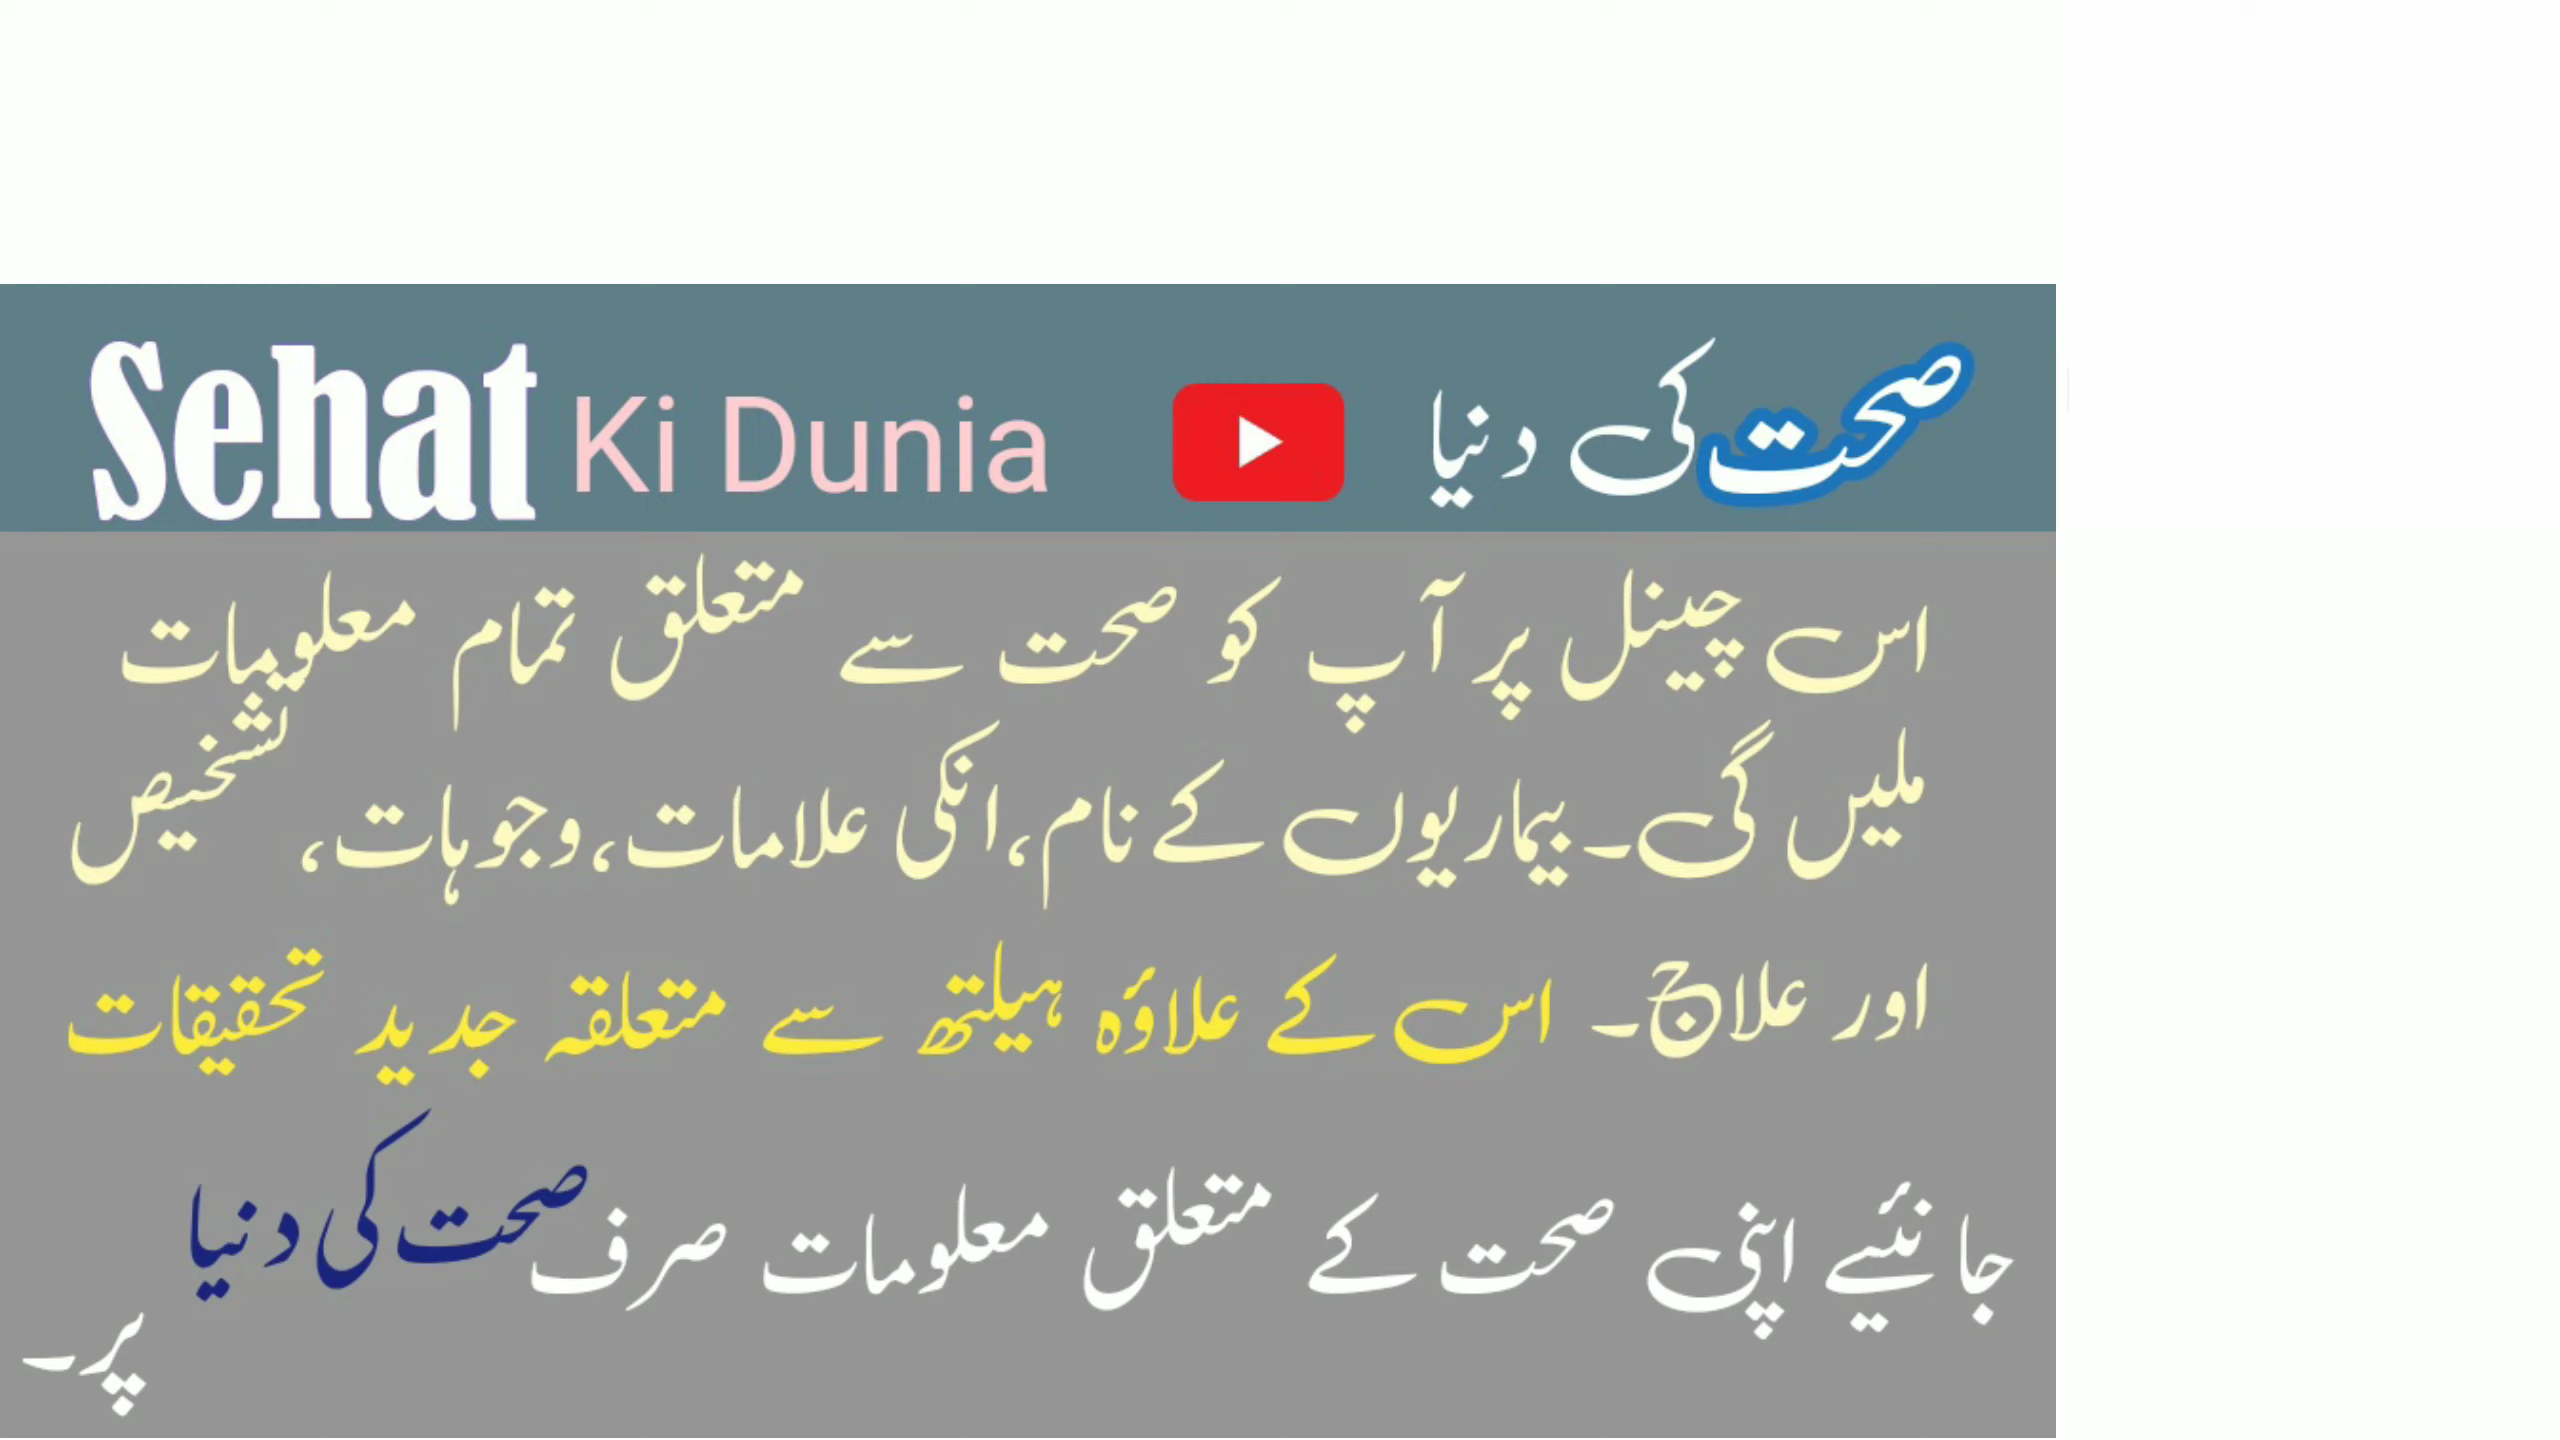 Sehat Ki Dunia صحت کی دنیا
اس چینل پر آپ کو صحت سے متعلق تمام معلومات
ملیں گی۔ بیماریوں کے نام، انکی علامات، وجوہات، تشخیص
اور علاج۔ اس کے علاؤہ ہیلتھ سے متعلقہ جدید تحقیقات
جانئیے اپنی صحت کے متعلق معلومات صرف صحت کی دنیا
پر۔